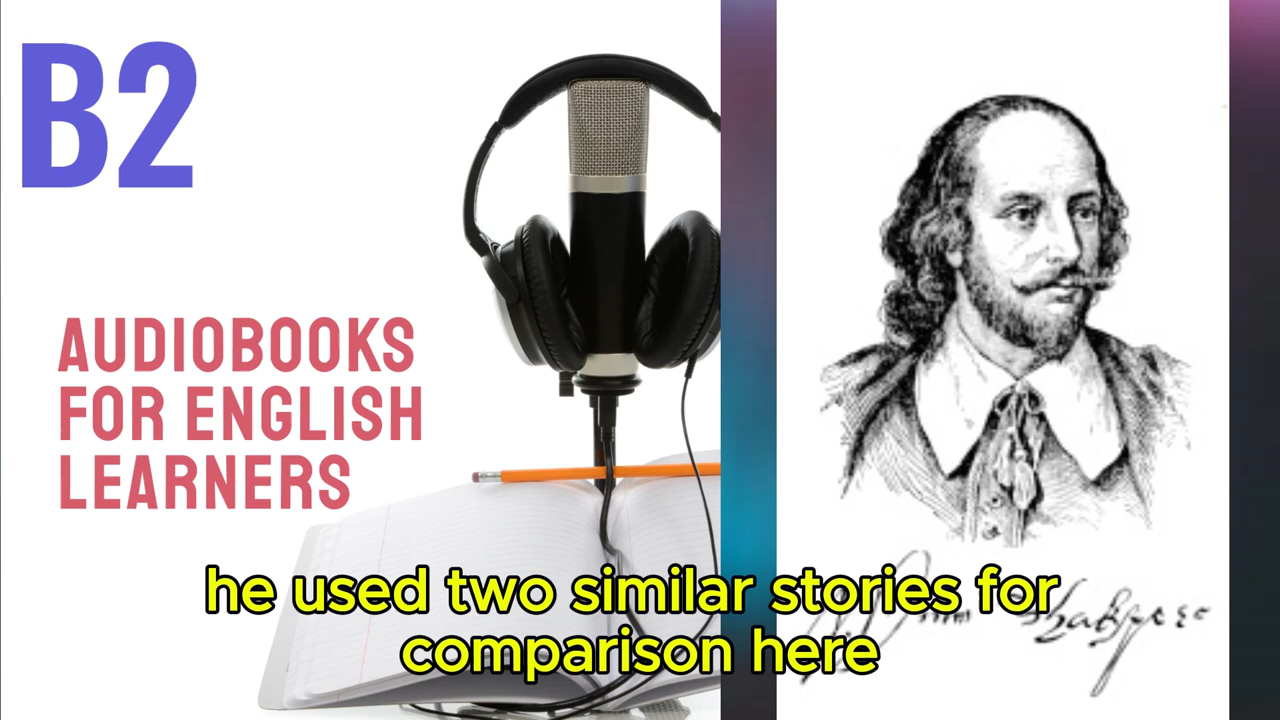 B2
AUDIOBOOKS
FOR ENGLISH
LEARNERS
he used two similar stories for
comparison here